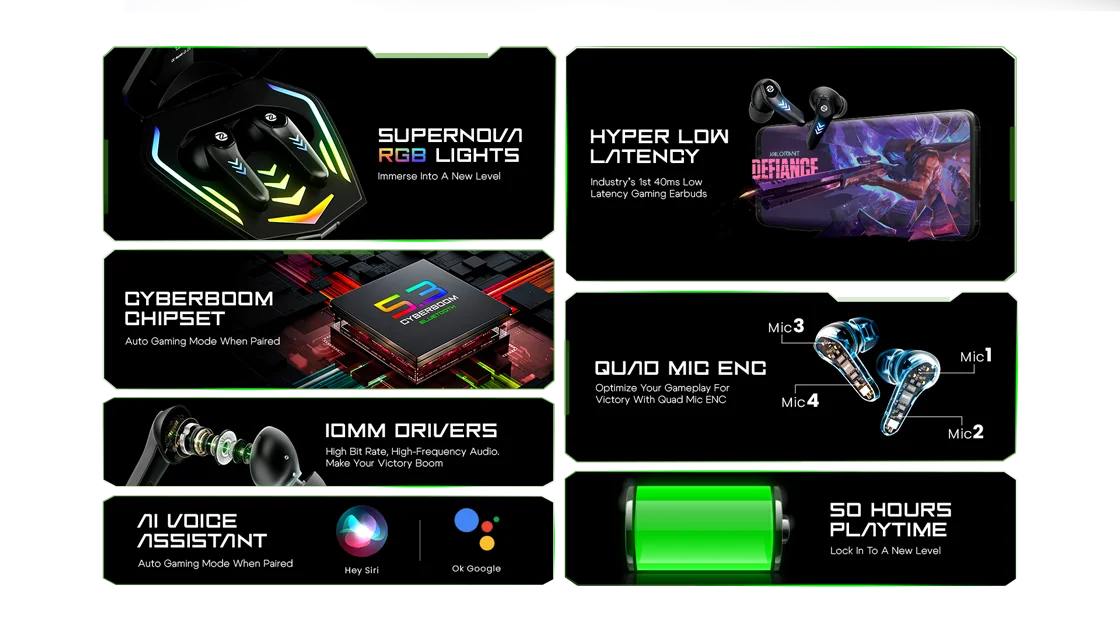 SUPERNOVA
RGB LIGHTS
Immerse Into A New Level
HYPER LOW
LATENCY
Industry's 1st 40ms Low
Latency Gaming Earbuds
VALORANT
DEFIANCE
CYBERBOOM
CHIPSET
Auto Gaming Mode When Paired
5.3
CYBERBOOM
BLUETOOTH
QUAD MIC ENC
Optimize Your Gameplay For
Victory With Quad Mic ENC
Mic3
Mic1
Mic4
Mic2
10MM DRIVERS
High Bit Rate, High-Frequency Audio.
Make Your Victory Boom
AI VOICE
ASSISTANT
Auto Gaming Mode When Paired
Hey Siri
Ok Google
50 HOURS
PLAYTIME
Lock In To A New Level